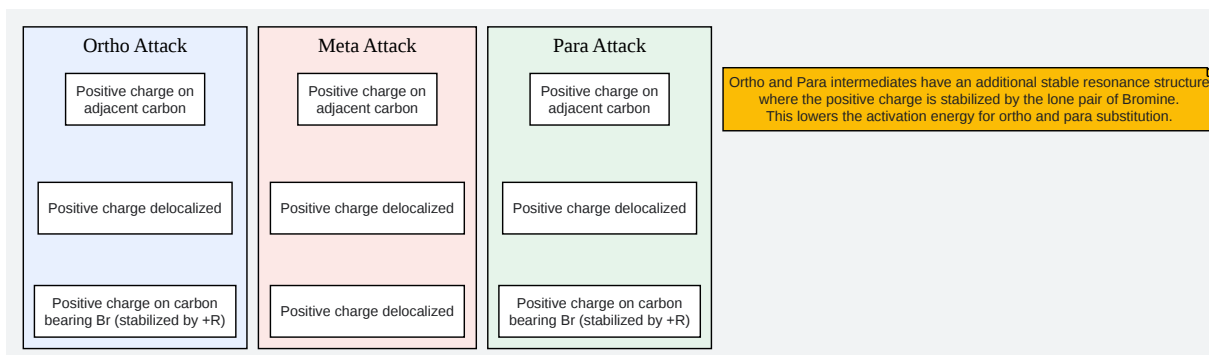 Ortho Attack
Positive charge on
adjacent carbon
Positive charge delocalized
Positive charge on carbon
bearing Br (stabilized by +R)
Meta Attack
Positive charge on
adjacent carbon
Positive charge delocalized
Positive charge delocalized
Para Attack
Positive charge on
adjacent carbon
Positive charge delocalized
Positive charge on carbon
bearing Br (stabilized by +R)
Ortho and Para intermediates have an additional stable resonance structure
where the positive charge is stabilized by the lone pair of Bromine.
This lowers the activation energy for ortho and para substitution.